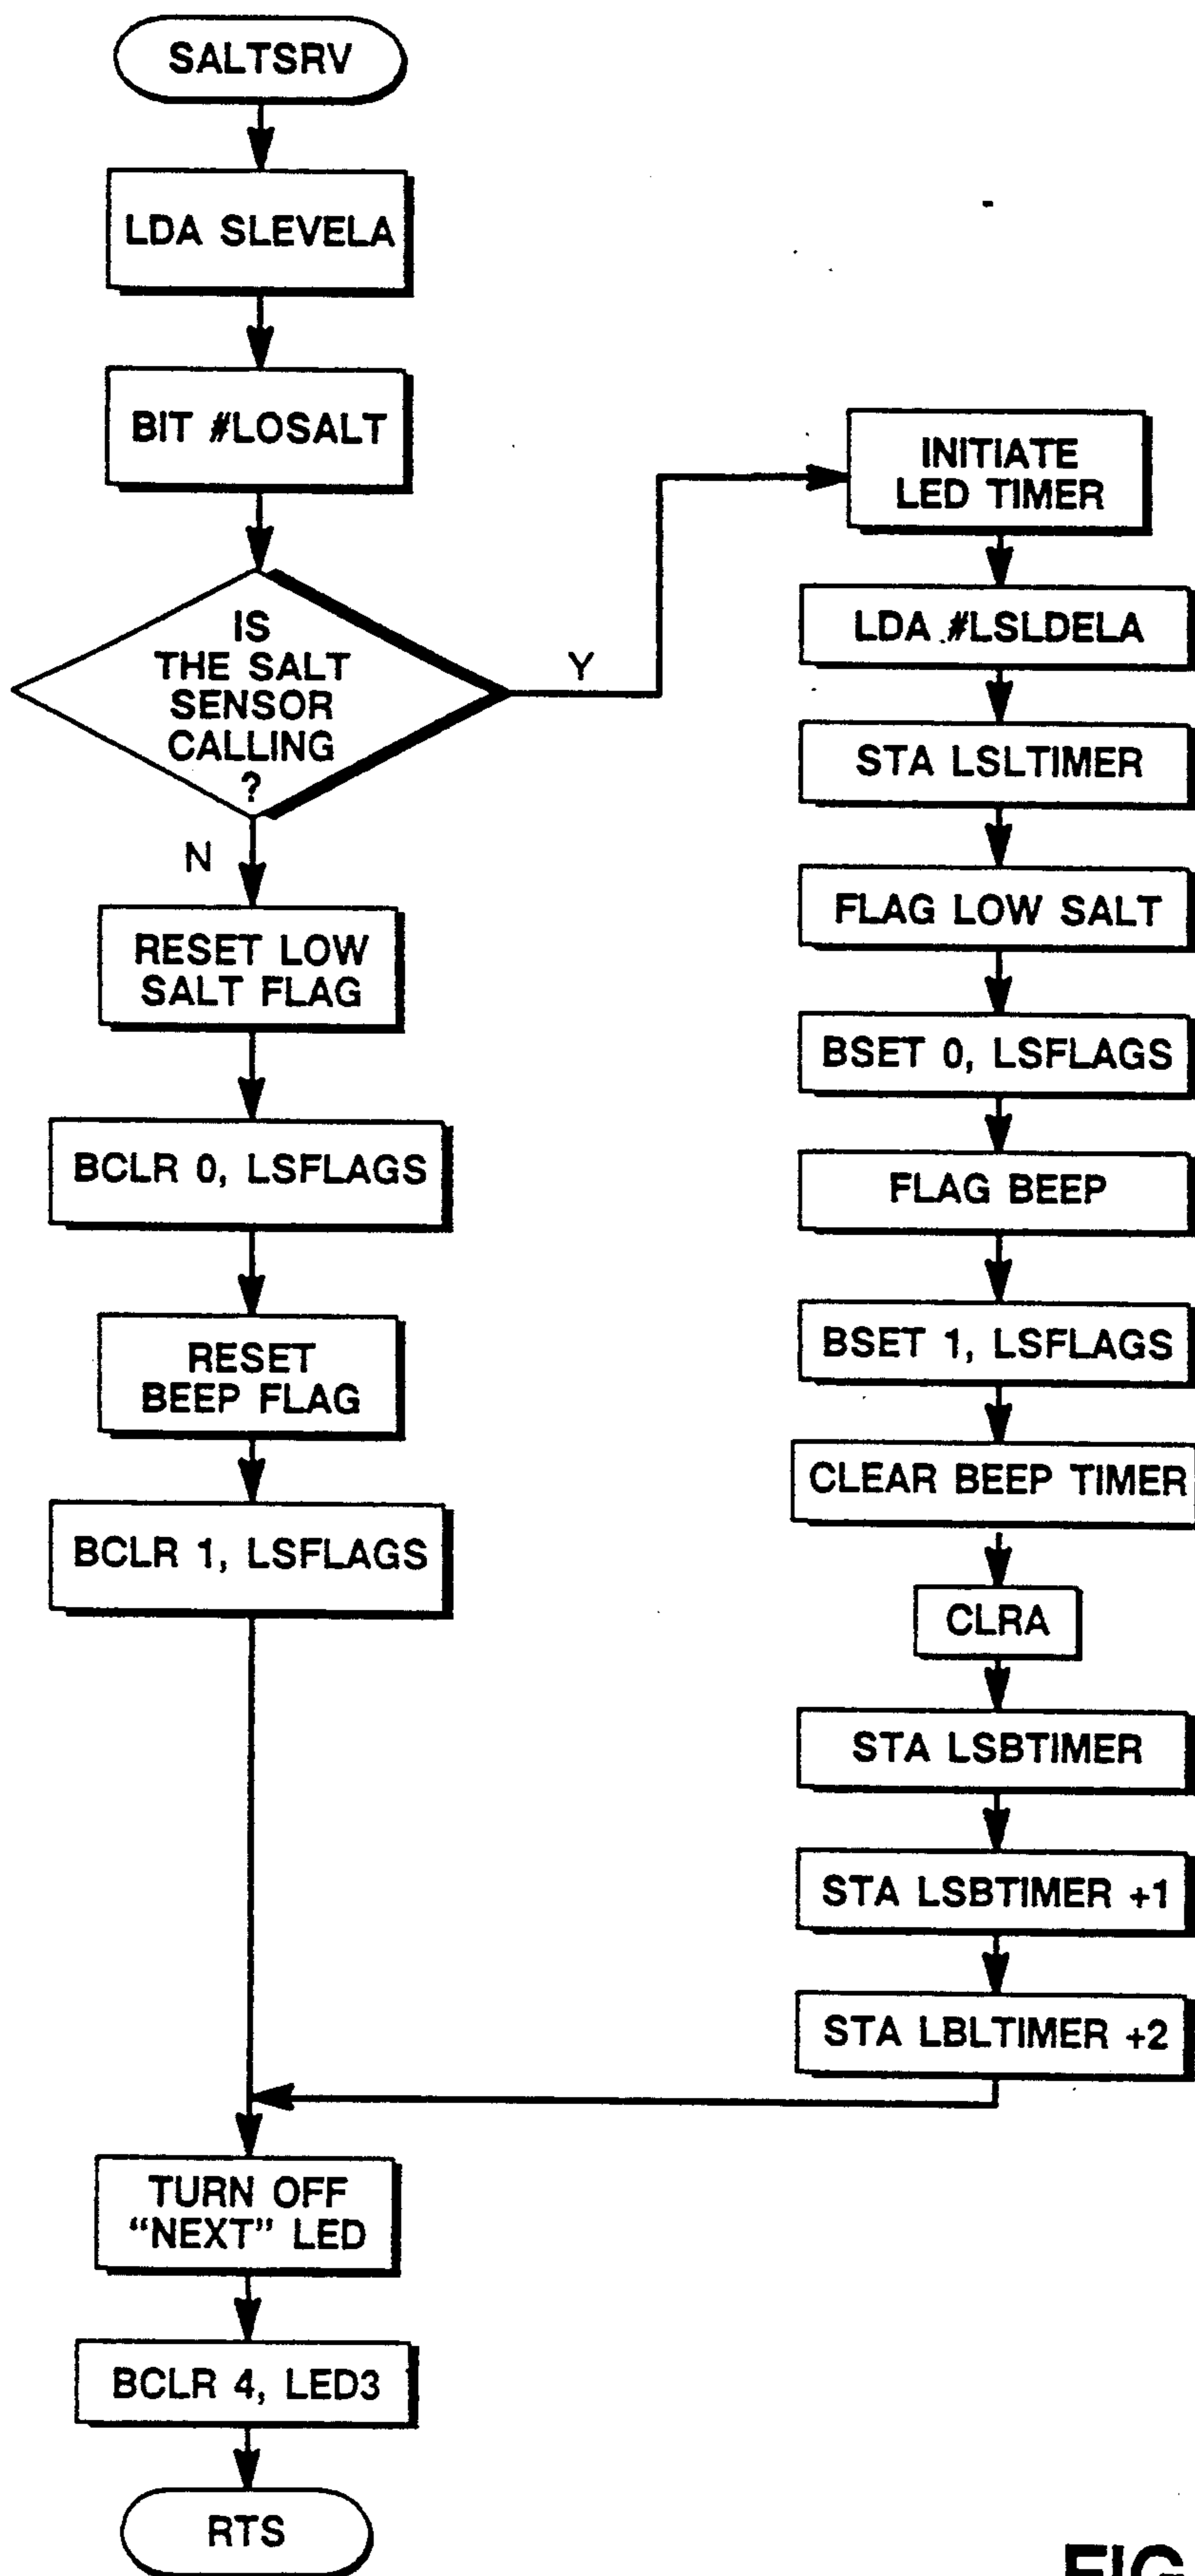 SALTSRV
LDA SLEVELA
BIT #LOSALT
IS
THE SALT
SENSOR
CALLING
?
Y
N
RESET LOW
SALT FLAG
BCLR 0, LSFLAGS
RESET
BEEP FLAG
BCLR 1, LSFLAGS
INITIATE
LED TIMER
LDA #LSLDELA
STA LSLTIMER
FLAG LOW SALT
BSET 0, LSFLAGS
FLAG BEEP
BSET 1, LSFLAGS
CLEAR BEEP TIMER
CLRA
STA LSBTIMER
STA LSBTIMER +1
STA LBLTIMER +2
TURN OFF
“NEXT” LED
BCLR 4, LED3
RTS
FIG